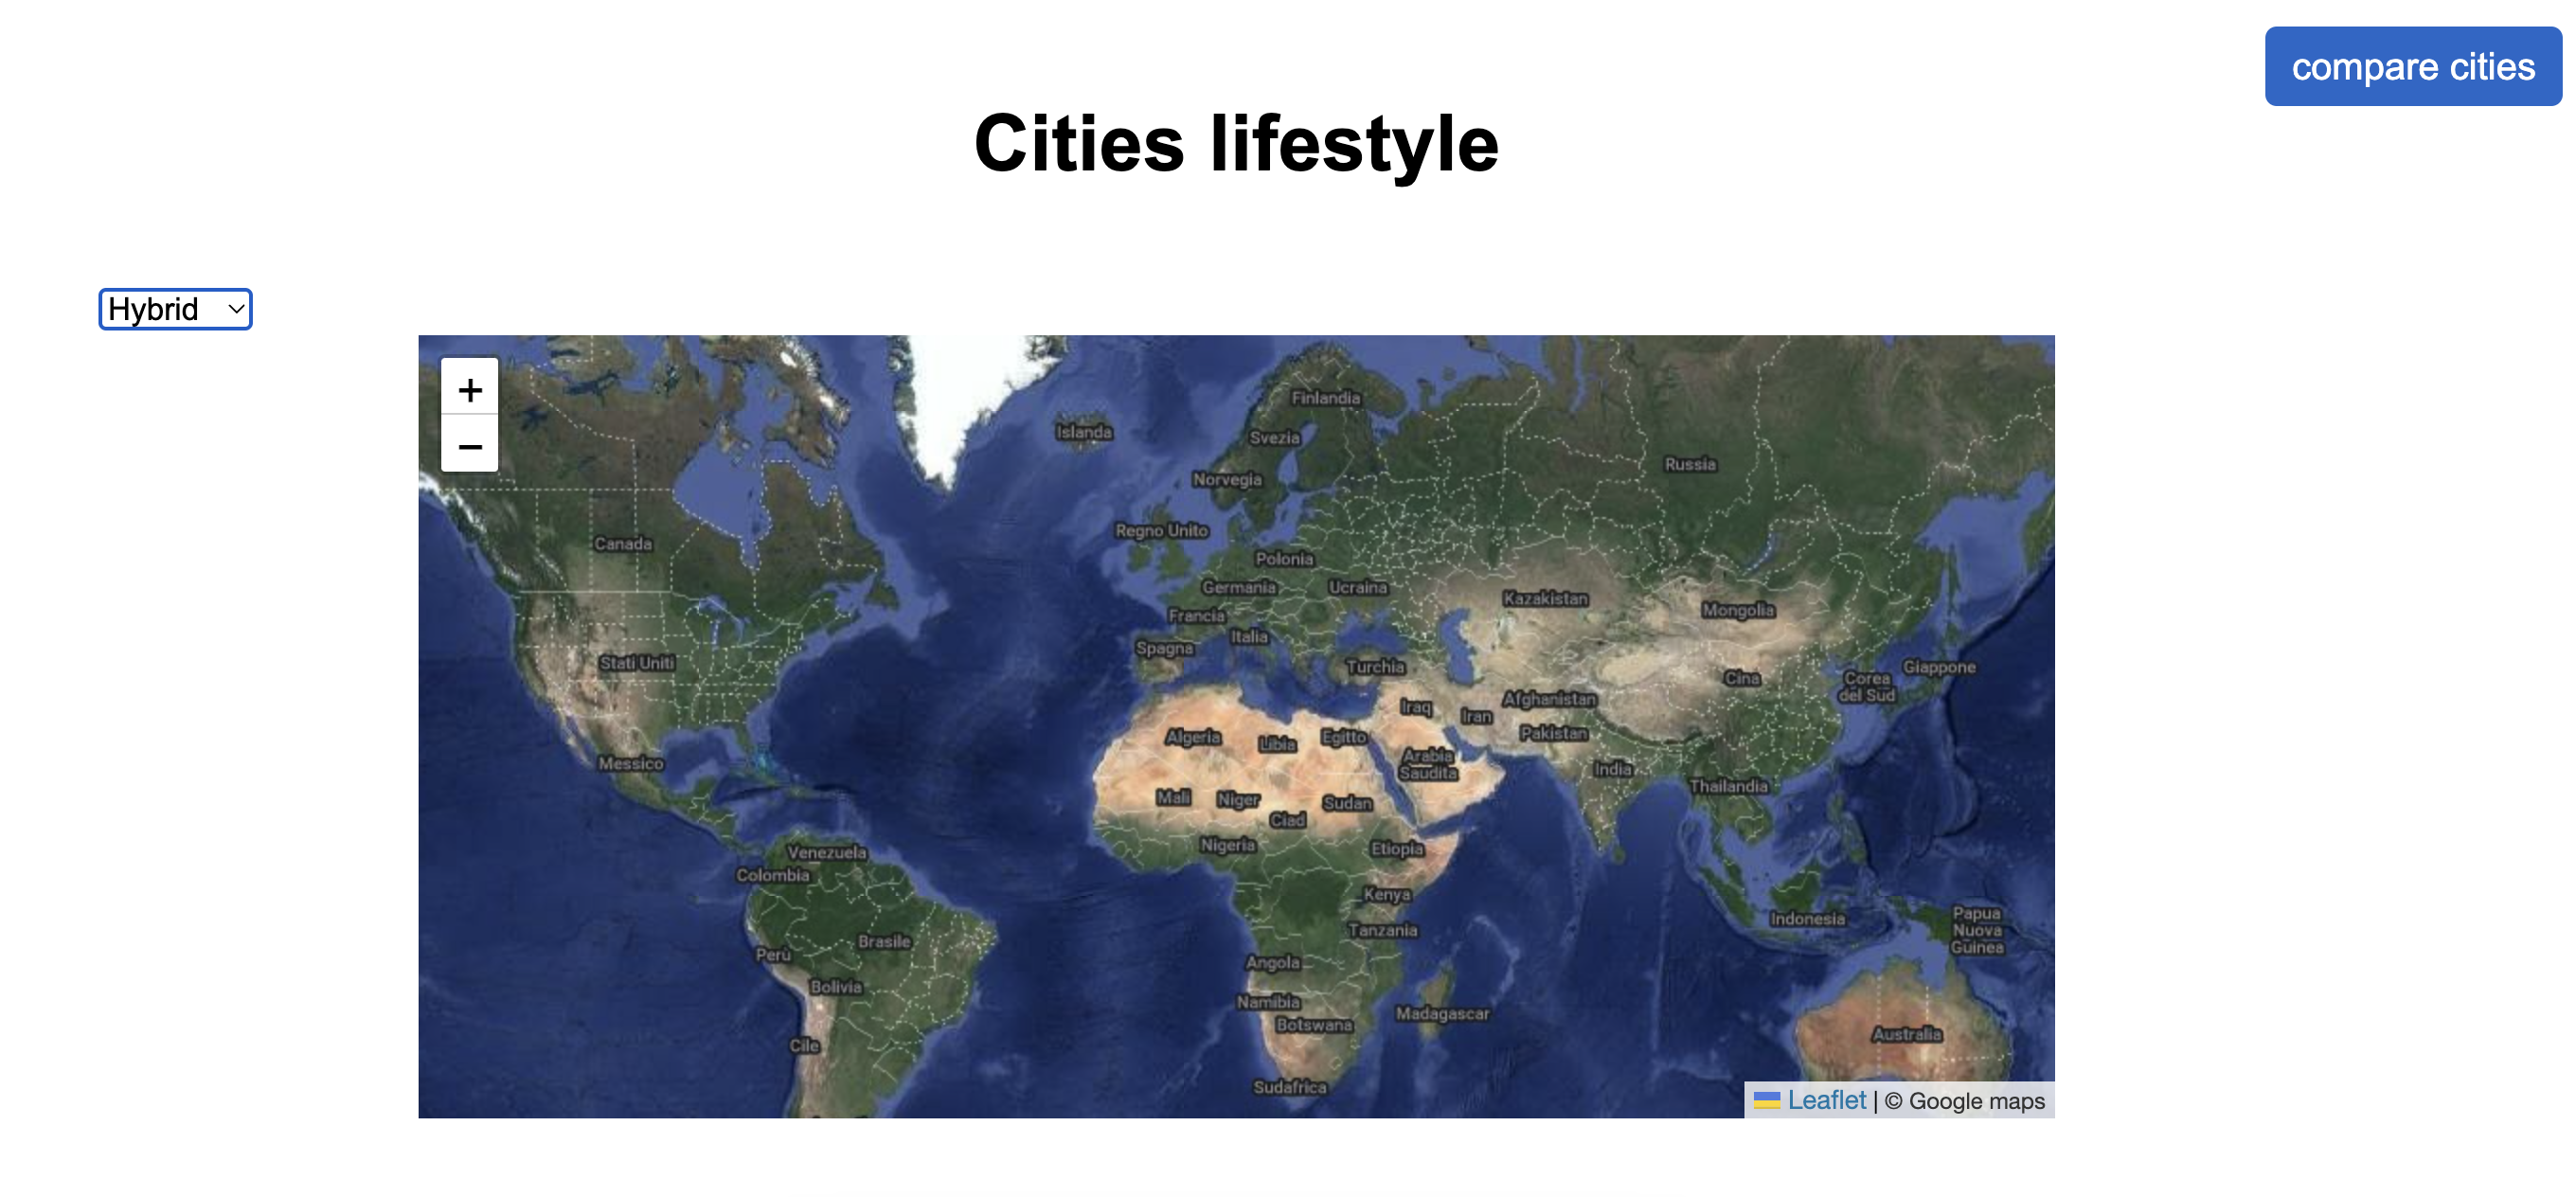 compare cities
Cities lifestyle
Hybrid
+
−
Finlandia
Islanda
Svezia
Russia
Norvegia
Regno Unito
Canada
Polonia
Germania
Ucraina
Kazakistan
Mongolia
Francia
Italia
Spagna
Stati Uniti
Turchia
Giappone
Cina
Corea
del Sud
Afghanistan
Iraq
Iran
Pakistan
Algeria
Libia
Egitto
Arabia
Saudita
Messico
India
Thailandia
Mali
Niger
Sudan
Ciad
Nigeria
Etiopia
Venezuela
Colombia
Kenya
Indonesia
Papua
Nuova
Guinea
Tanzania
Brasile
Perù
Angola
Bolivia
Namibia
Madagascar
Botswana
Australia
Cile
Sudafrica
Leaflet | © Google maps